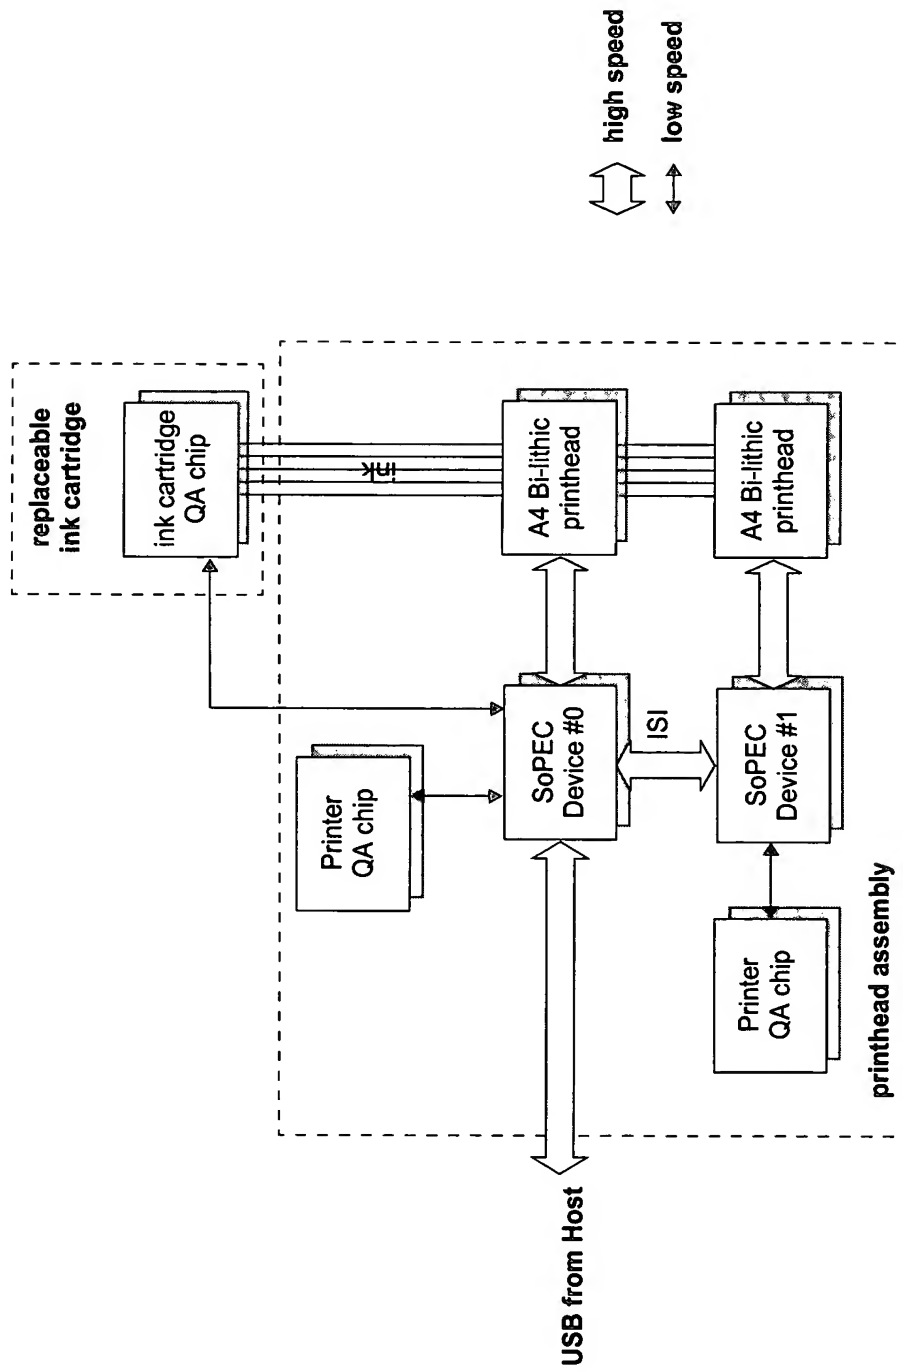 replaceable
ink cartridge
ink cartridge
QA chip
ink
Printer
QA chip
USB from Host
SoPEC
Device #0
A4 Bi-lithic
printhead
high speed
low speed
ISI
Printer
QA chip
SoPEC
Device #1
A4 Bi-lithic
printhead
printhead assembly